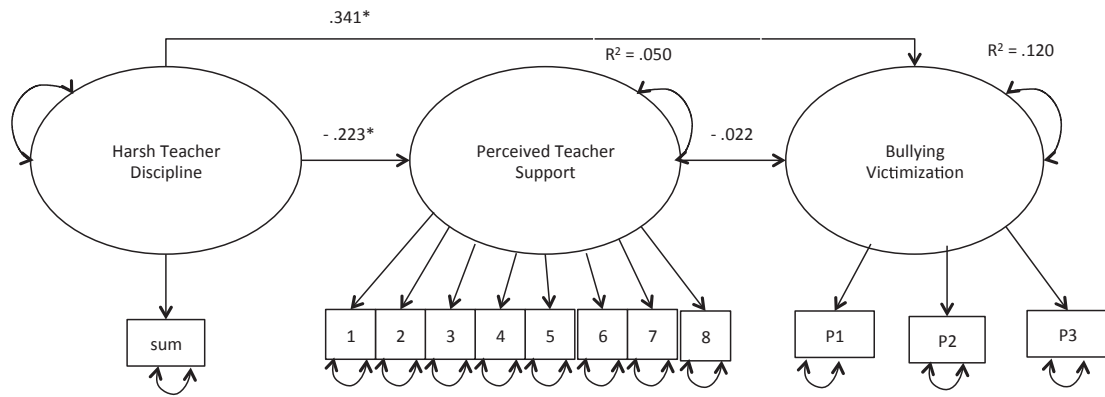 .341*
R² = .050
R² = .120
Harsh Teacher
Discipline
- .223*
Perceived Teacher
Support
- .022
Bullying
Victimization
sum
1 2 3 4 5 6 7 8
P1 P2 P3